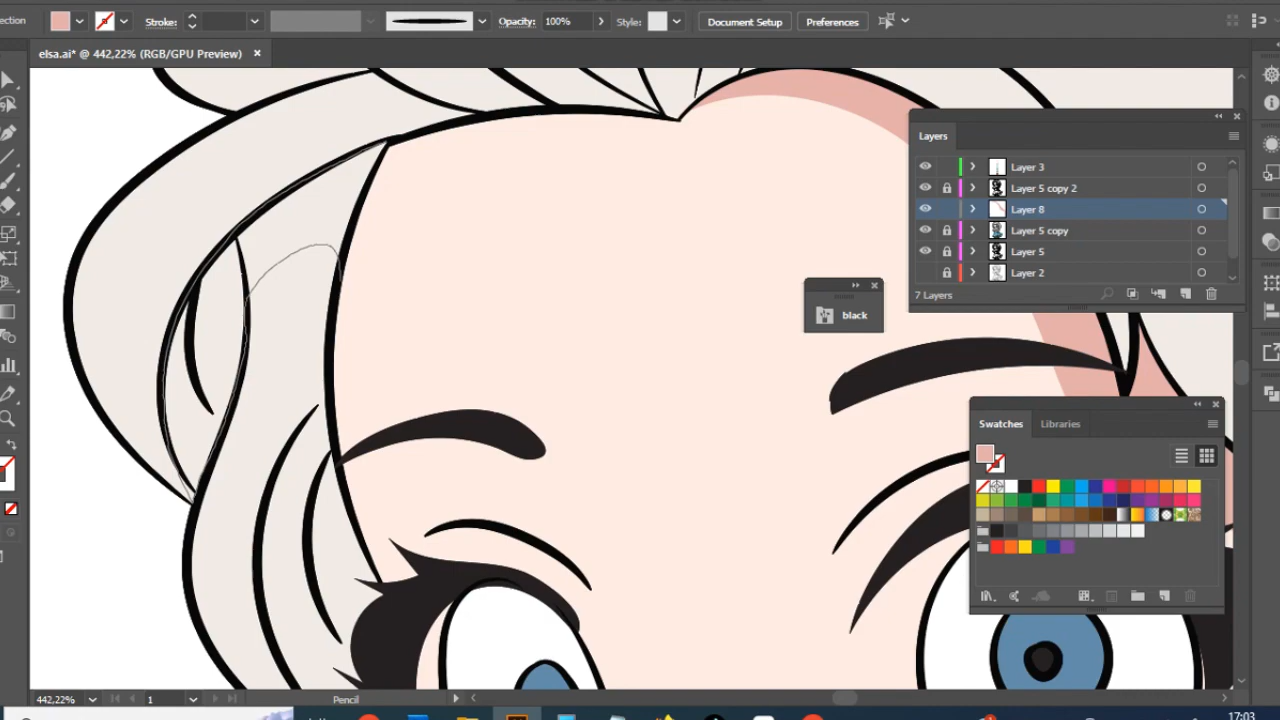 ection Stroke: Opacity: 100% Style: Document Setup Preferences
elsa.ai* @ 442,22% (RGB/GPU Preview)
Layers
Layer 3
Layer 5 copy 2
Layer 8
Layer 5 copy
Layer 5
Layer 2
7 Layers
black
Swatches Libraries
442,22% 1 Pencil
17:03